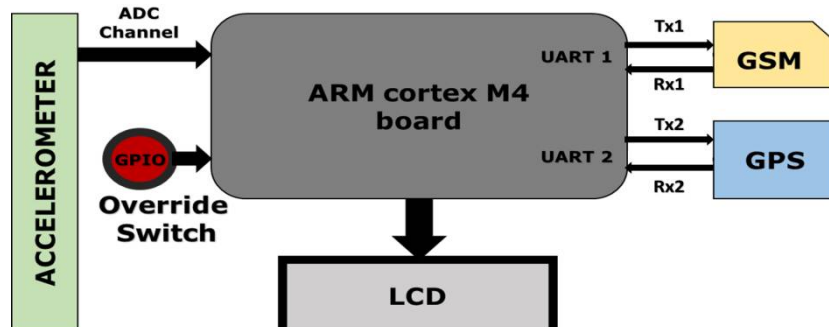 ACCELEROMETER
ADC
Channel
GPIO
Override
Switch
ARM cortex M4
board
UART 1
UART 2
Tx1
Rx1
Tx2
Rx2
GSM
GPS
LCD